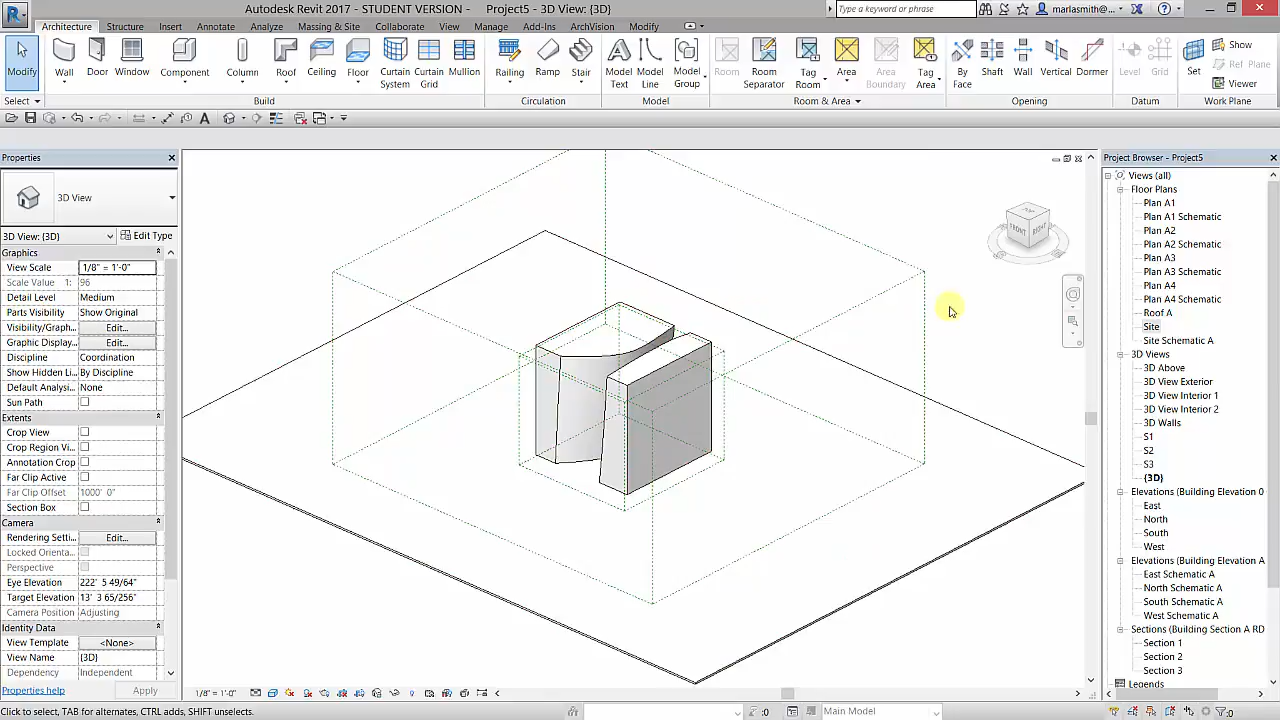 Autodesk Revit 2017 - STUDENT VERSION - Project5 - 3D View: {3D}
Type a keyword or phrase
marlasmith@...
Architecture Structure Systems Insert Annotate Analyze Massing & Site Collaborate View Manage Add-Ins ArchVision Modify
Modify Wall Door Window Component Column Roof Ceiling Floor Curtain System Curtain Grid Mullion Railing Ramp Stair Model Text Model Line Model Group Room Room Separator Tag Room Area Area Boundary Tag Area By Face Shaft Wall Vertical Dormer Level Grid Set Show Ref Plane Viewer
Select Build Circulation Model Room & Area Opening Datum Work Plane
Properties
3D View
3D View: {3D} Edit Type
Graphics
View Scale 1/8" = 1'-0"
Scale Value 1: 96
Detail Level Medium
Parts Visibility Show Original
Visibility/Graph... Edit...
Graphic Display... Edit...
Discipline Coordination
Show Hidden Li... By Discipline
Default Analysi... None
Sun Path
Extents
Crop View
Crop Region Vi...
Annotation Crop
Far Clip Active
Far Clip Offset 1000' 0"
Section Box
Camera
Rendering Setti... Edit...
Locked Orienta...
Perspective
Eye Elevation 222' 5 49/64"
Target Elevation 13' 3 65/256"
Camera Position Adjusting
Identity Data
View Template <None>
View Name {3D}
Dependency Independent
Properties help Apply
TOP
FRONT RIGHT
Project Browser - Project5
Views (all)
Floor Plans
Plan A1
Plan A1 Schematic
Plan A2
Plan A2 Schematic
Plan A3
Plan A3 Schematic
Plan A4
Plan A4 Schematic
Roof A
Site
Site Schematic A
3D Views
3D Above
3D View Exterior
3D View Interior 1
3D View Interior 2
3D Walls
S1
S2
S3
{3D}
Elevations (Building Elevation 0
East
North
South
West
Elevations (Building Elevation A
East Schematic A
North Schematic A
South Schematic A
West Schematic A
Sections (Building Section A RD
Section 1
Section 2
Section 3
Legends
1/8" = 1'-0"
Click to select, TAB for alternates, CTRL adds, SHIFT unselects.
:0
Main Model
:0